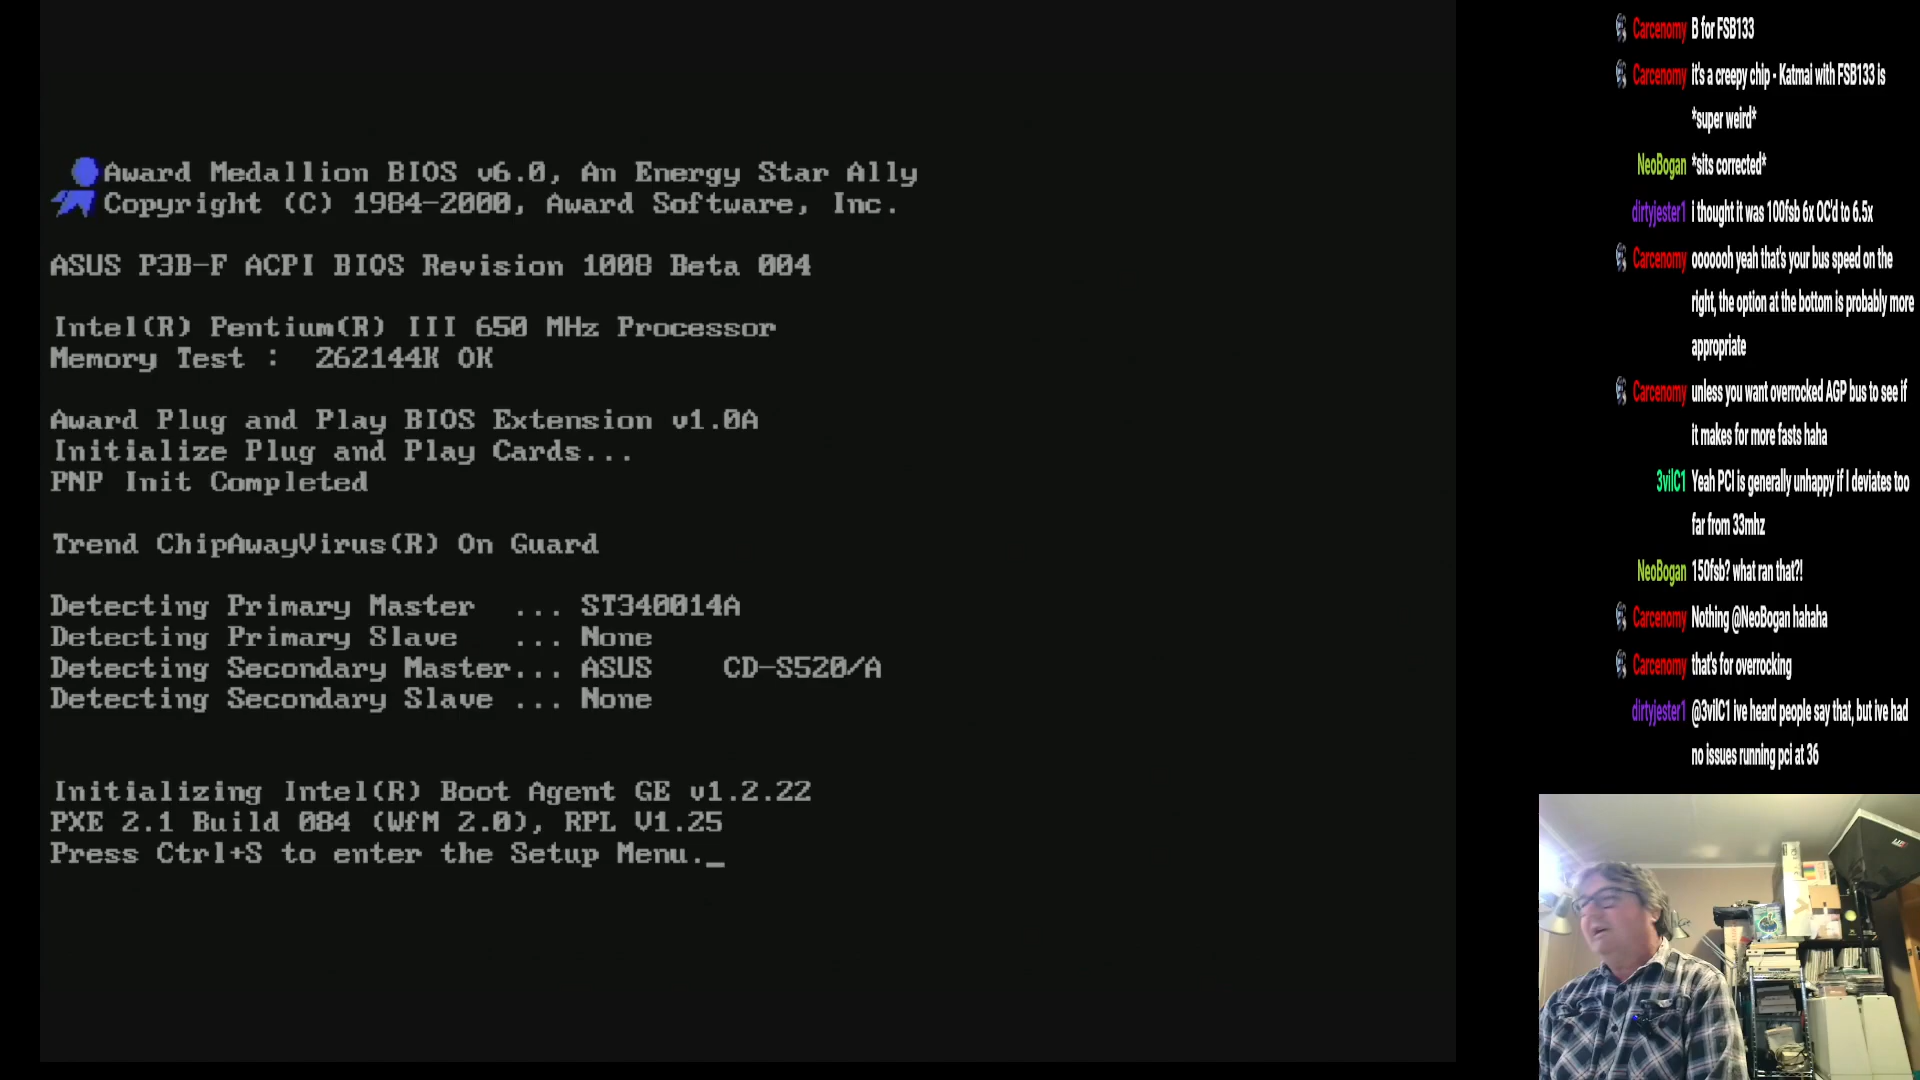 Award Medallion BIOS v6.0, An Energy Star Ally
Copyright (C) 1984-2000, Award Software, Inc.
ASUS P3B-F ACPI BIOS Revision 1008 Beta 004
Intel(R) Pentium(R) III 650 MHz Processor
Memory Test :  262144K OK
Award Plug and Play BIOS Extension v1.0A
Initialize Plug and Play Cards...
PNP Init Completed
Trend ChipAwayVirus(R) On Guard
Detecting Primary Master  ... ST340014A
Detecting Primary Slave   ... None
Detecting Secondary Master... ASUS    CD-S520/A
Detecting Secondary Slave ... None
Initializing Intel(R) Boot Agent GE v1.2.22
PXE 2.1 Build 084 (WfM 2.0), RPL V1.25
Press Ctrl+S to enter the Setup Menu._
Carcenomy B for FSB133
Carcenomy it's a creepy chip - Katmai with FSB133 is
*super weird*
NeoBogan *sits corrected*
dirtyjester1 i thought it was 100fsb 6x OC'd to 6.5x
Carcenomy ooooooh yeah that's your bus speed on the
right, the option at the bottom is probably more
appropriate
Carcenomy unless you want overrocked AGP bus to see if
it makes for more fasts haha
3vilC1 Yeah PCI is generally unhappy if I deviates too
far from 33mhz
NeoBogan 150fsb? what ran that?!
Carcenomy Nothing @NeoBogan hahaha
Carcenomy that's for overrocking
dirtyjester1 @3vilC1 ive heard people say that, but ive had
no issues running pci at 36